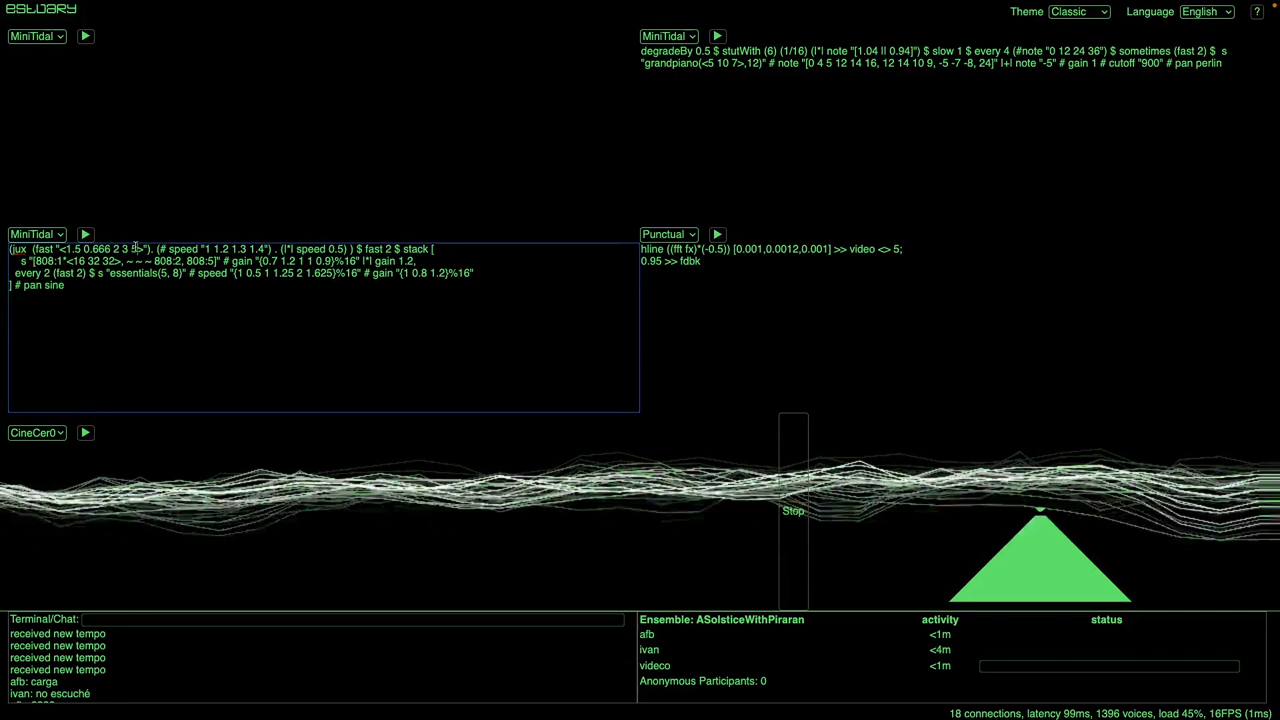 estuary
Theme Classic Language English ?
MiniTidal
MiniTidal
degradeBy 0.5 $ stutWith (6) (1/16) (|*| note "[1.04 || 0.94]") $ slow 1 $ every 4 (#note "0 12 24 36") $ sometimes (fast 2) $ s
"grandpiano(<5 10 7>,12)" # note "[0 4 5 12 14 16, 12 14 10 9, -5 -7 -8, 24]" |+| note "-5" # gain 1 # cutoff "900" # pan perlin
MiniTidal
(jux (fast "<1.5 0.666 2 3 >"). (# speed "1 1.2 1.3 1.4") . (|*| speed 0.5) ) $ fast 2 $ stack [
s "[808:1*<16 32 32>, ~ ~ ~ 808:2, 808:5]" # gain "{0.7 1.2 1 1 0.9}%16" |*| gain 1.2,
every 2 (fast 2) $ s "essentials(5, 8)" # speed "{1 0.5 1 1.25 2 1.625}%16" # gain "{1 0.8 1.2}%16"
] # pan sine
Punctual
hline ((fft fx)*(-0.5)) [0.001,0.0012,0.001] >> video <> 5;
0.95 >> fdbk
CineCer0
Stop
Terminal/Chat:
received new tempo
received new tempo
received new tempo
received new tempo
afb: carga
ivan: no escuché
Ensemble: ASolsticeWithPiraran activity status
afb <1m
ivan <4m
videco <1m
Anonymous Participants: 0
18 connections, latency 99ms, 1396 voices, load 45%, 16FPS (1ms)